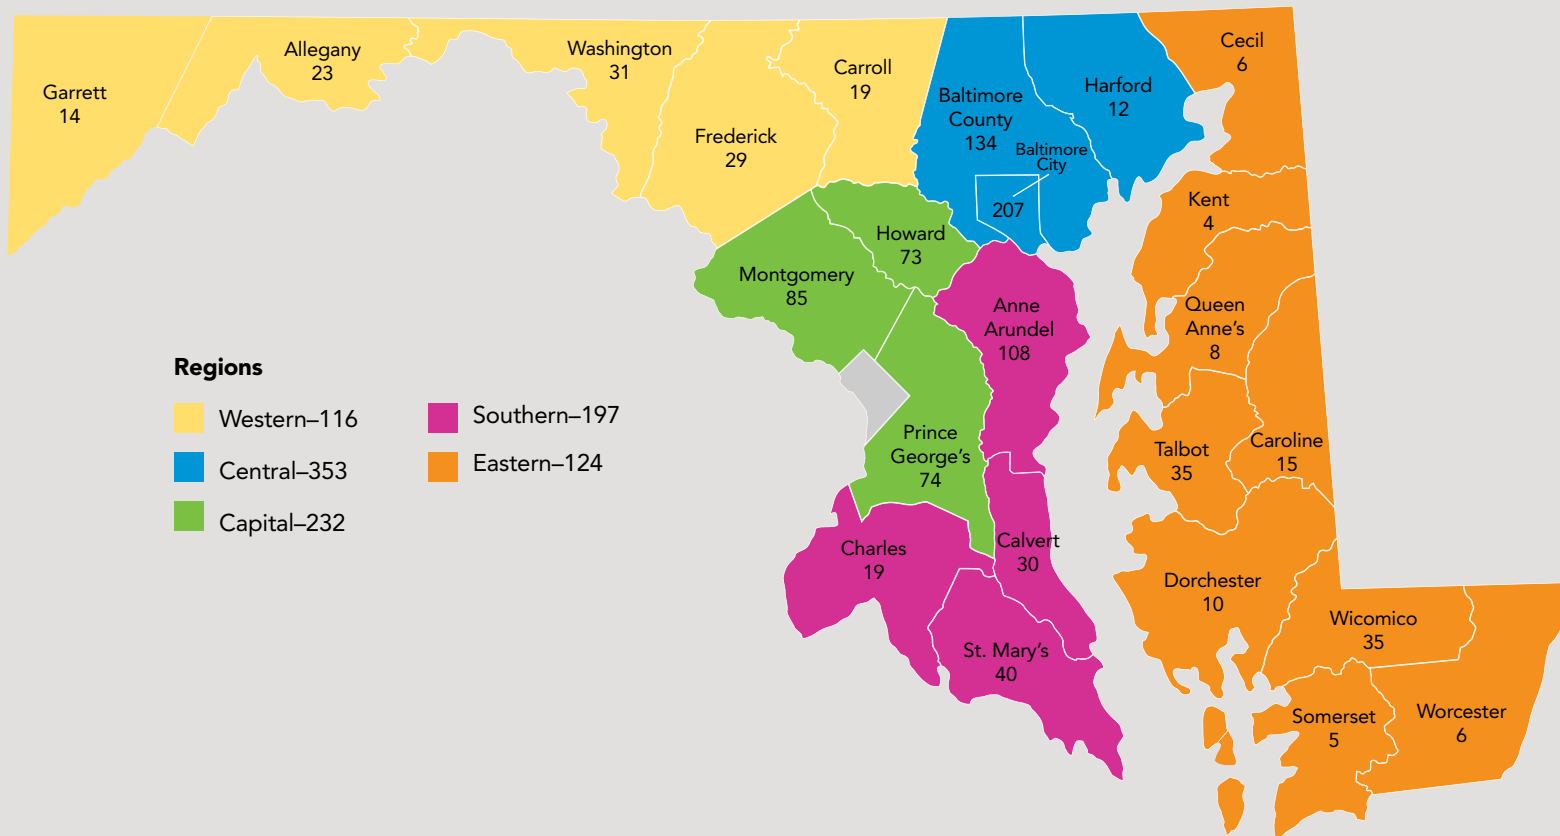 Garrett
14
Allegany
23
Washington
31
Frederick
29
Carroll
19
Baltimore
County
134
Baltimore
City
207
Harford
12
Cecil
6
Kent
4
Queen
Anne's
8
Howard
73
Montgomery
85
Prince
George's
74
Anne
Arundel
108
Charles
19
Calvert
30
St. Mary's
40
Talbot
35
Caroline
15
Dorchester
10
Wicomico
35
Somerset
5
Worcester
6
Regions
Western–116
Central–353
Capital–232
Southern–197
Eastern–124